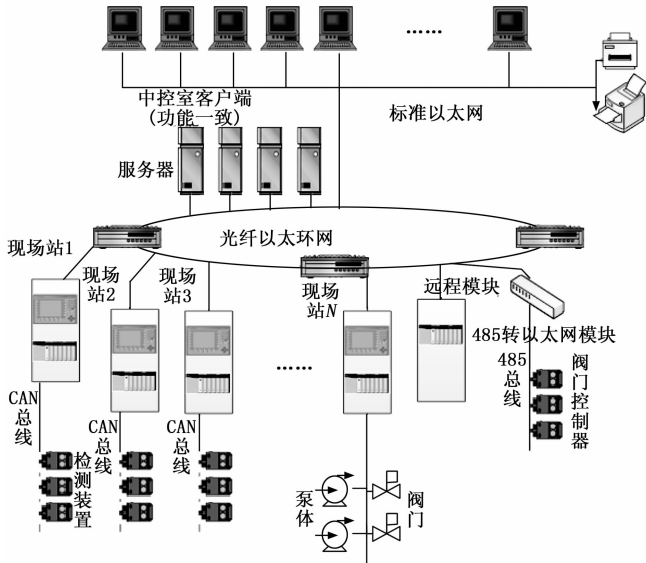 ……
中控室客户端
(功能一致)
标准以太网
服务器
光纤以太环网
现场站1
现场
站2
现场
站3
现场
站N
远程模块
485转以太网模块
……
CAN
总
线
CAN
总
线
CAN
总
线
485
总
线
阀
门
控
制
器
检
测
装
置
泵
体
阀
门